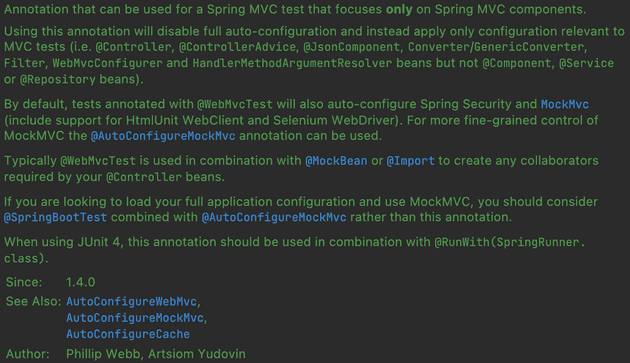 Annotation that can be used for a Spring MVC test that focuses only on Spring MVC components.
Using this annotation will disable full auto-configuration and instead apply only configuration relevant to
MVC tests (i.e. @Controller, @ControllerAdvice, @JsonComponent, Converter/GenericConverter,
Filter, WebMvcConfigurer and HandlerMethodArgumentResolver beans but not @Component, @Service
or @Repository beans).
By default, tests annotated with @WebMvcTest will also auto-configure Spring Security and MockMvc
(include support for HtmlUnit WebClient and Selenium WebDriver). For more fine-grained control of
MockMVC the @AutoConfigureMockMvc annotation can be used.
Typically @WebMvcTest is used in combination with @MockBean or @Import to create any collaborators
required by your @Controller beans.
If you are looking to load your full application configuration and use MockMVC, you should consider
@SpringBootTest combined with @AutoConfigureMockMvc rather than this annotation.
When using JUnit 4, this annotation should be used in combination with @RunWith(SpringRunner.
class).
Since: 1.4.0
See Also: AutoConfigureWebMvc,
AutoConfigureMockMvc,
AutoConfigureCache
Author: Phillip Webb, Artsiom Yudovin